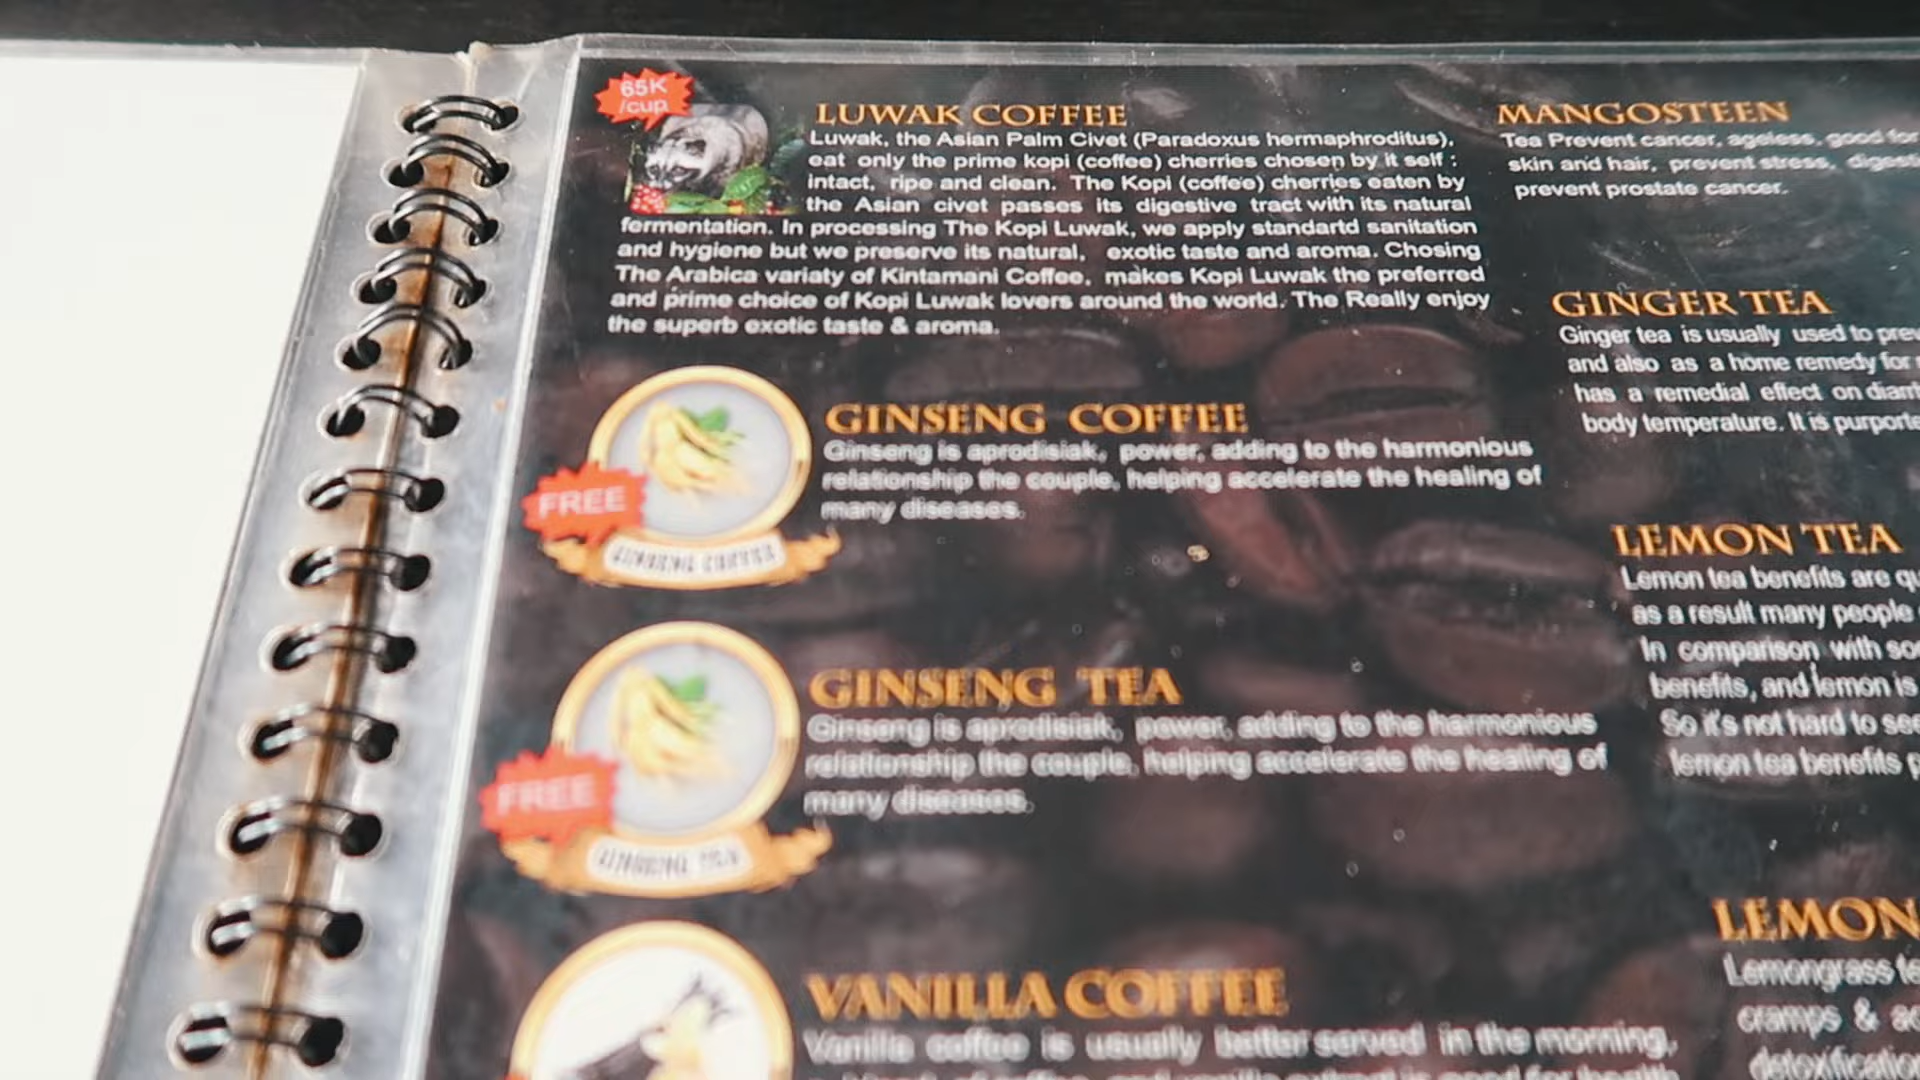 65K
/cup
LUWAK COFFEE
Luwak, the Asian Palm Civet (Paradoxus hermaphroditus),
eat only the prime kopi (coffee) cherries chosen by it self :
intact, ripe and clean. The Kopi (coffee) cherries eaten by
the Asian civet passes its digestive tract with its natural
fermentation. In processing The Kopi Luwak, we apply standartd sanitation
and hygiene but we preserve its natural, exotic taste and aroma. Chosing
The Arabica variaty of Kintamani Coffee, makes Kopi Luwak the preferred
and prime choice of Kopi Luwak lovers around the world. The Really enjoy
the superb exotic taste & aroma.
GINSENG COFFEE
Ginseng is aprodisiak, power, adding to the harmonious
relationship the couple, helping accelerate the healing of
many diseases.
FREE
GINSENG COFFEE
GINSENG TEA
Ginseng is aprodisiak, power, adding to the harmonious
relationship the couple, helping accelerate the healing of
many diseases.
FREE
GINSENG TEA
VANILLA COFFEE
Vanilla coffee is usually better served in the morning,
MANGOSTEEN
Tea Prevent cancer, ageless, good for
skin and hair, prevent stress,
prevent prostate cancer.
GINGER TEA
Ginger tea is usually used to
and also as a home remedy for
has a remedial effect on
body temperature. It is
LEMON TEA
Lemon tea benefits are
as a result many people
In comparison with
benefits, and lemon is
So it's not hard to see
lemon tea benefits
LEMON
Lemongrass
cramps &